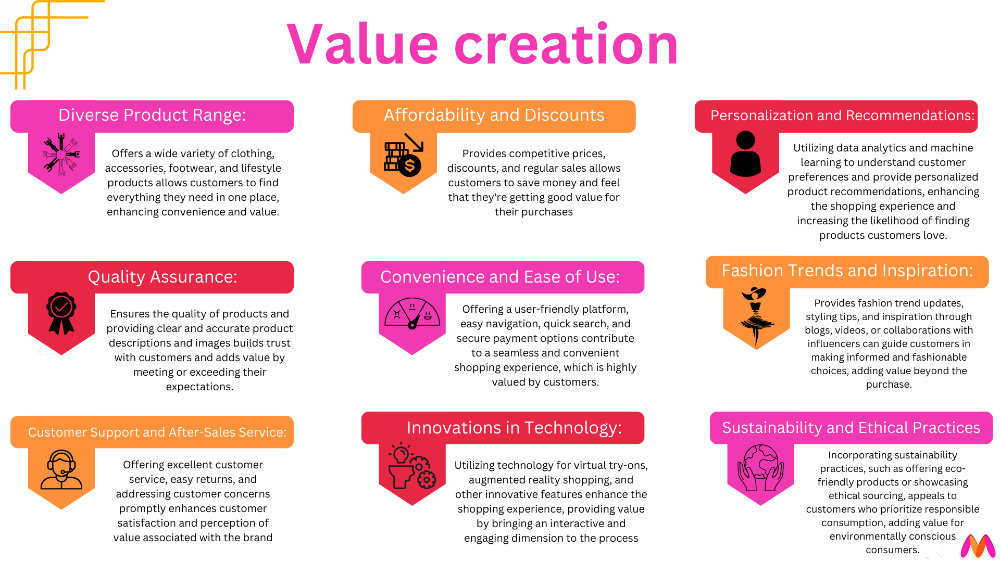 Value creation
Diverse Product Range:
Offers a wide variety of clothing,
accessories, footwear, and lifestyle
products allows customers to find
everything they need in one place,
enhancing convenience and value.
Affordability and Discounts
$
Provides competitive prices,
discounts, and regular sales allows
customers to save money and feel
that they're getting good value for
their purchases
Personalization and Recommendations:
Utilizing data analytics and machine
learning to understand customer
preferences and provide personalized
product recommendations, enhancing
the shopping experience and
increasing the likelihood of finding
products customers love.
Quality Assurance:
Ensures the quality of products and
providing clear and accurate product
descriptions and images builds trust
with customers and adds value by
meeting or exceeding their
expectations.
Convenience and Ease of Use:
Offering a user-friendly platform,
easy navigation, quick search, and
secure payment options contribute
to a seamless and convenient
shopping experience, which is highly
valued by customers.
Fashion Trends and Inspiration:
Provides fashion trend updates,
styling tips, and inspiration through
blogs, videos, or collaborations with
influencers can guide customers in
making informed and fashionable
choices, adding value beyond the
purchase.
Customer Support and After-Sales Service:
Offering excellent customer
service, easy returns, and
addressing customer concerns
promptly enhances customer
satisfaction and perception of
value associated with the brand
Innovations in Technology:
Utilizing technology for virtual try-ons,
augmented reality shopping, and
other innovative features enhance the
shopping experience, providing value
by bringing an interactive and
engaging dimension to the process
Sustainability and Ethical Practices
Incorporating sustainability
practices, such as offering eco-
friendly products or showcasing
ethical sourcing, appeals to
customers who prioritize responsible
consumption, adding value for
environmentally conscious
consumers.